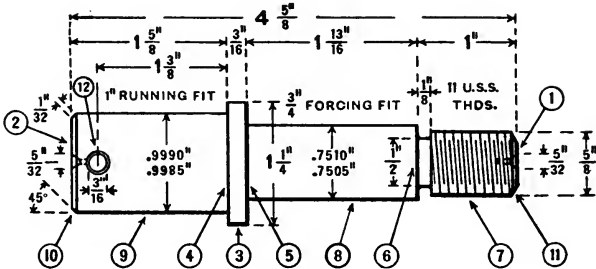 4 5/8"
1 5/8" 3/16" 1 13/16" 1"
1 3/8"
1/32" 12 1" RUNNING FIT 3/4" FORCING FIT 1/8" 11 U.S.S.
THDS.
2 1
5/32" .9990" 1 1/4" .7510" 1/2" 5/32" 5/8"
.9985" .7505"
3/16"
45°
10 9 4 3 5 8 6 7 11